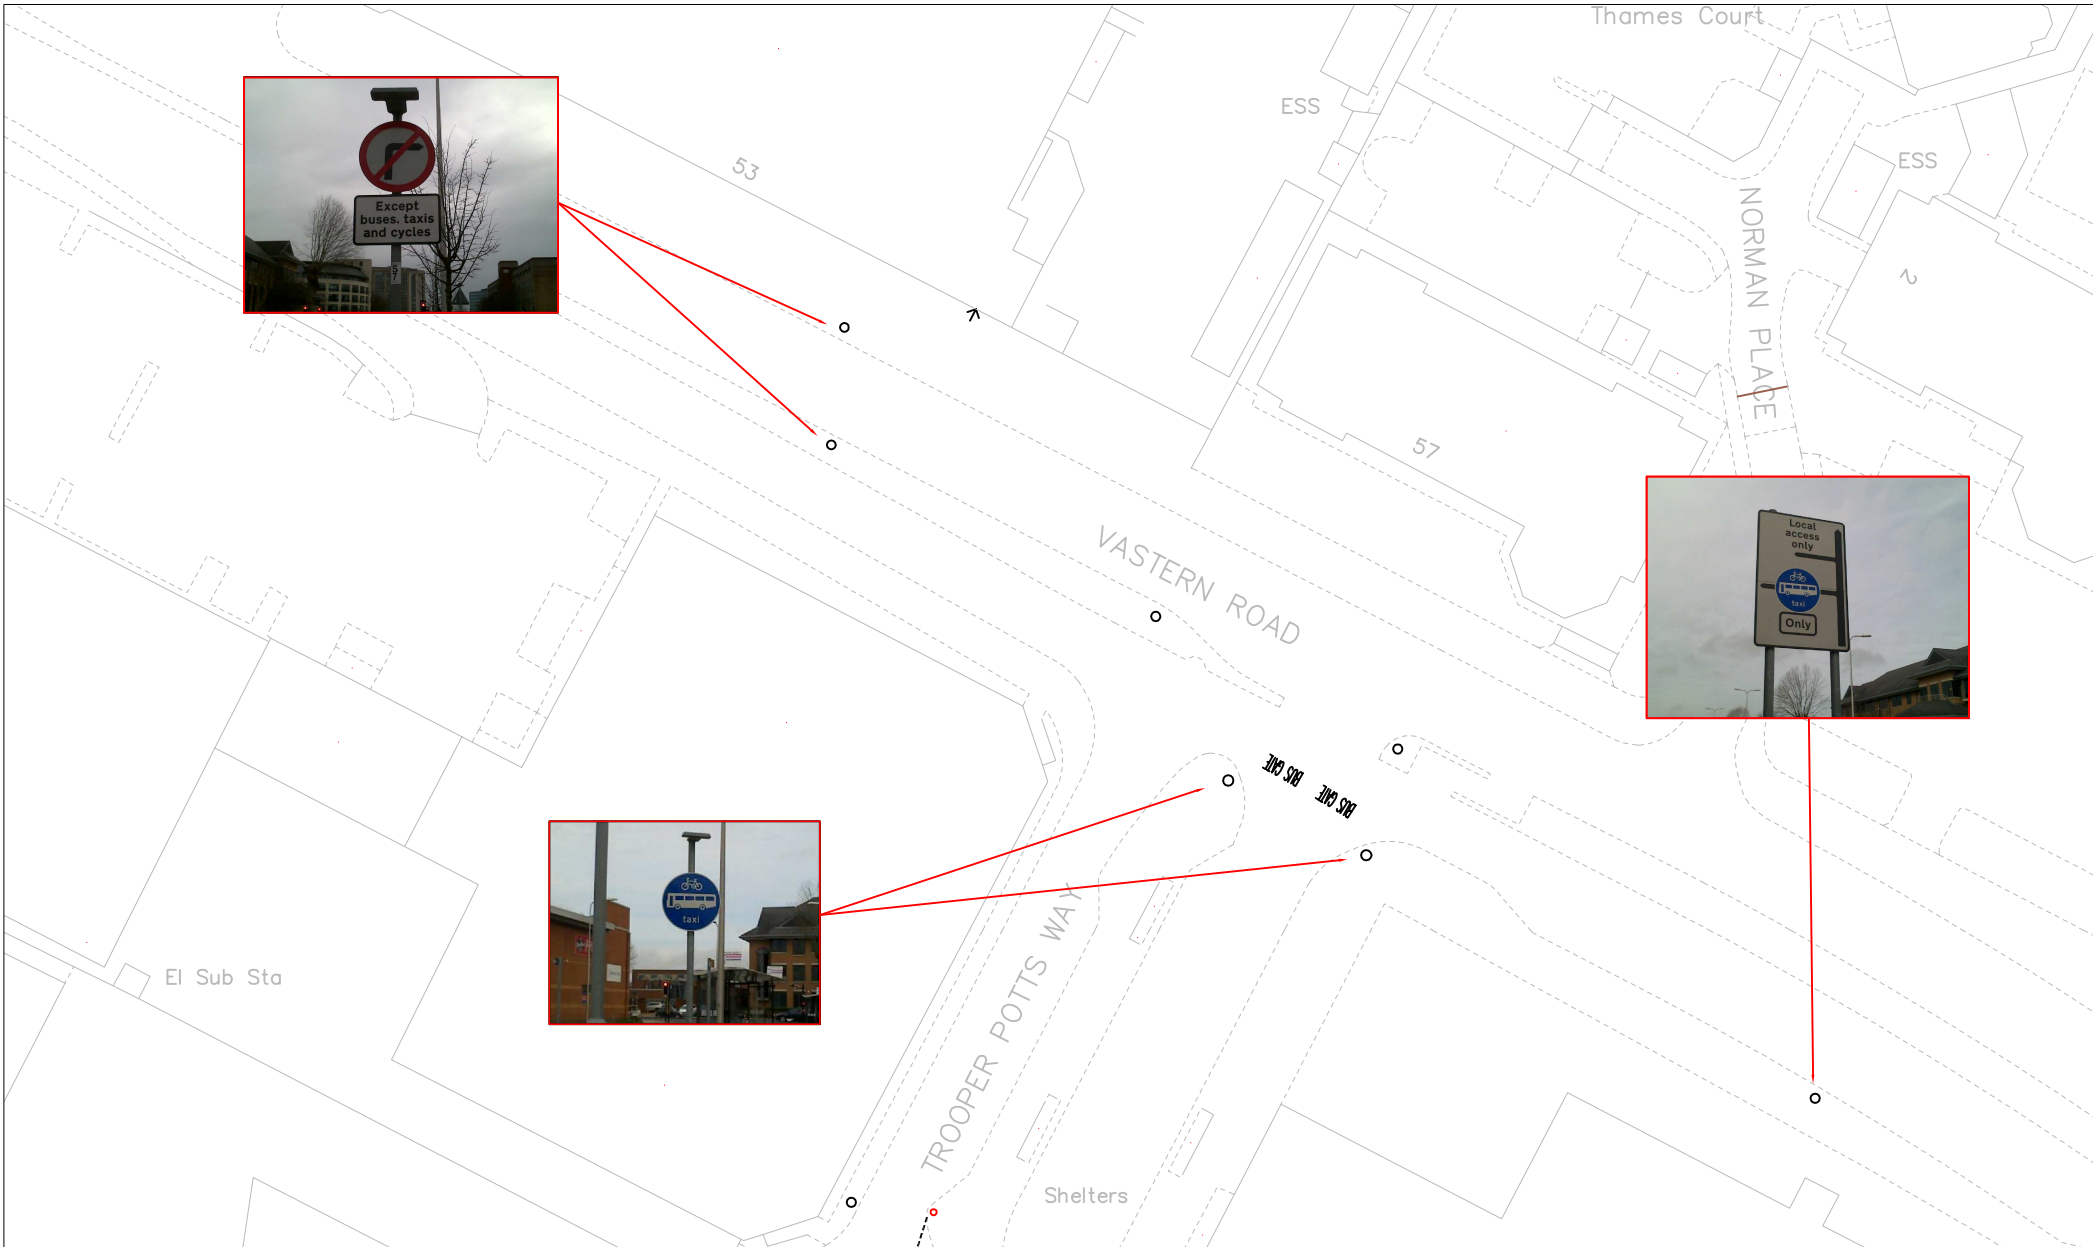 Thames Court
ESS
ESS
53
NORMAN PLACE
2
Except
buses, taxis
and cycles
57
VASTERN ROAD
Local
access
only
taxi
Only
BUS GATE
BUS GATE
taxi
TROOPER POTTS WAY
El Sub Sta
Shelters